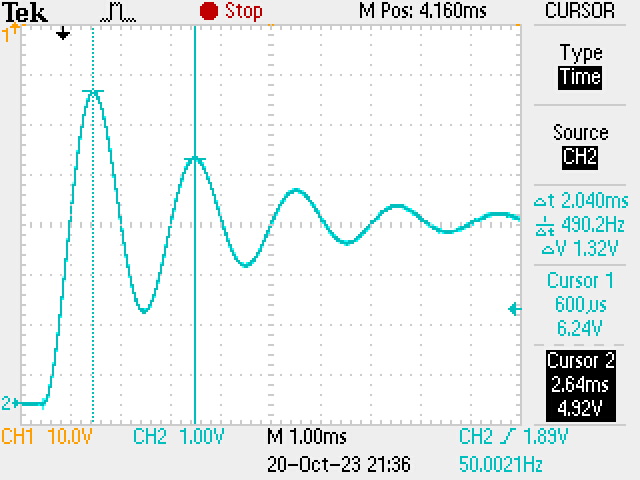 Tek Stop M Pos: 4.160ms CURSOR
1
Type
Time
Source
CH2
Δt 2.040ms
1/Δt 490.2Hz
ΔV 1.32V
Cursor 1
600µs
6.24V
Cursor 2
2.64ms
4.92V
2
CH1 10.0V CH2 1.00V M 1.00ms CH2 / 1.89V
20-Oct-23 21:36 50.0021Hz